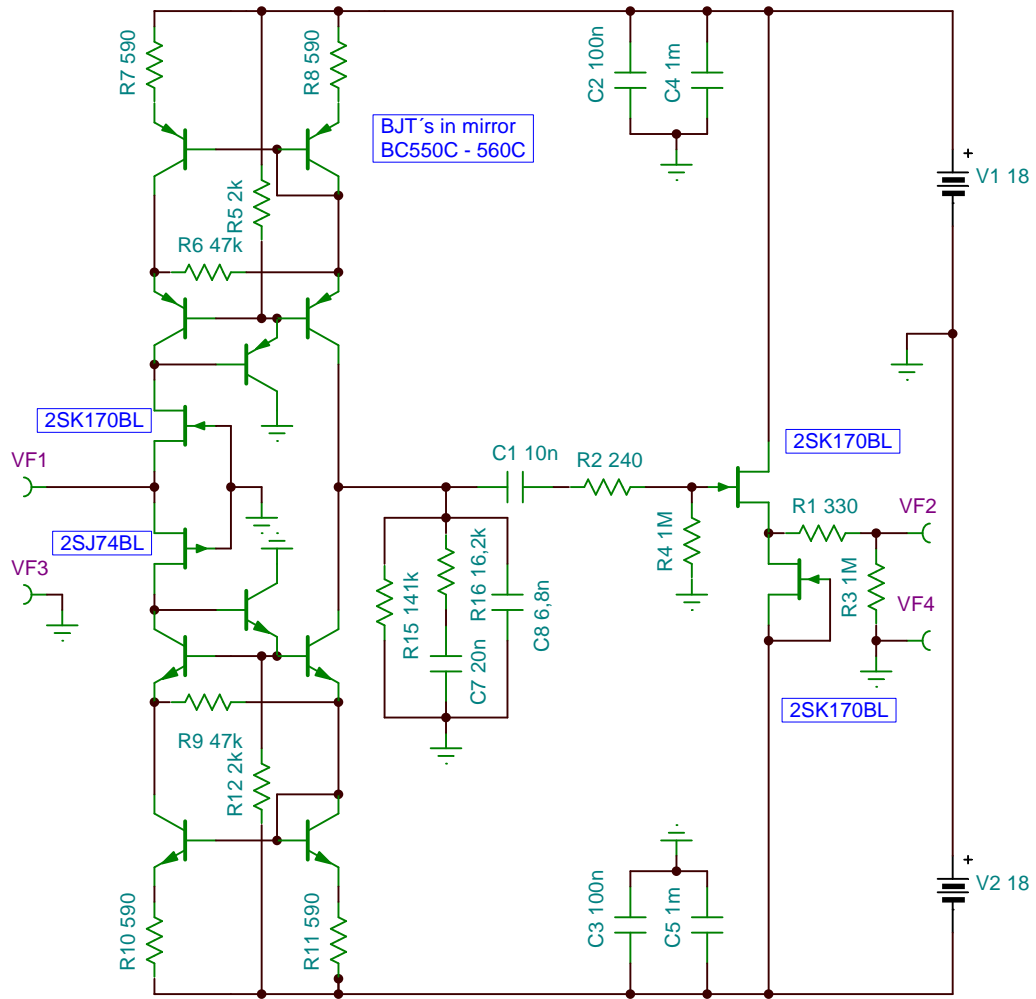 R7 590
R8 590
C2 100n
C4 1m
BJT´s in mirror
BC550C - 560C
+
V1 18
R5 2k
R6 47k
2SK170BL
VF1
2SJ74BL
VF3
C1 10n
R2 240
2SK170BL
R1 330
VF2
R4 1M
R3 1M
VF4
R15 141k
R16 16,2k
C7 20n
C8 6,8n
2SK170BL
R9 47k
R12 2k
R10 590
R11 590
C3 100n
C5 1m
+
V2 18